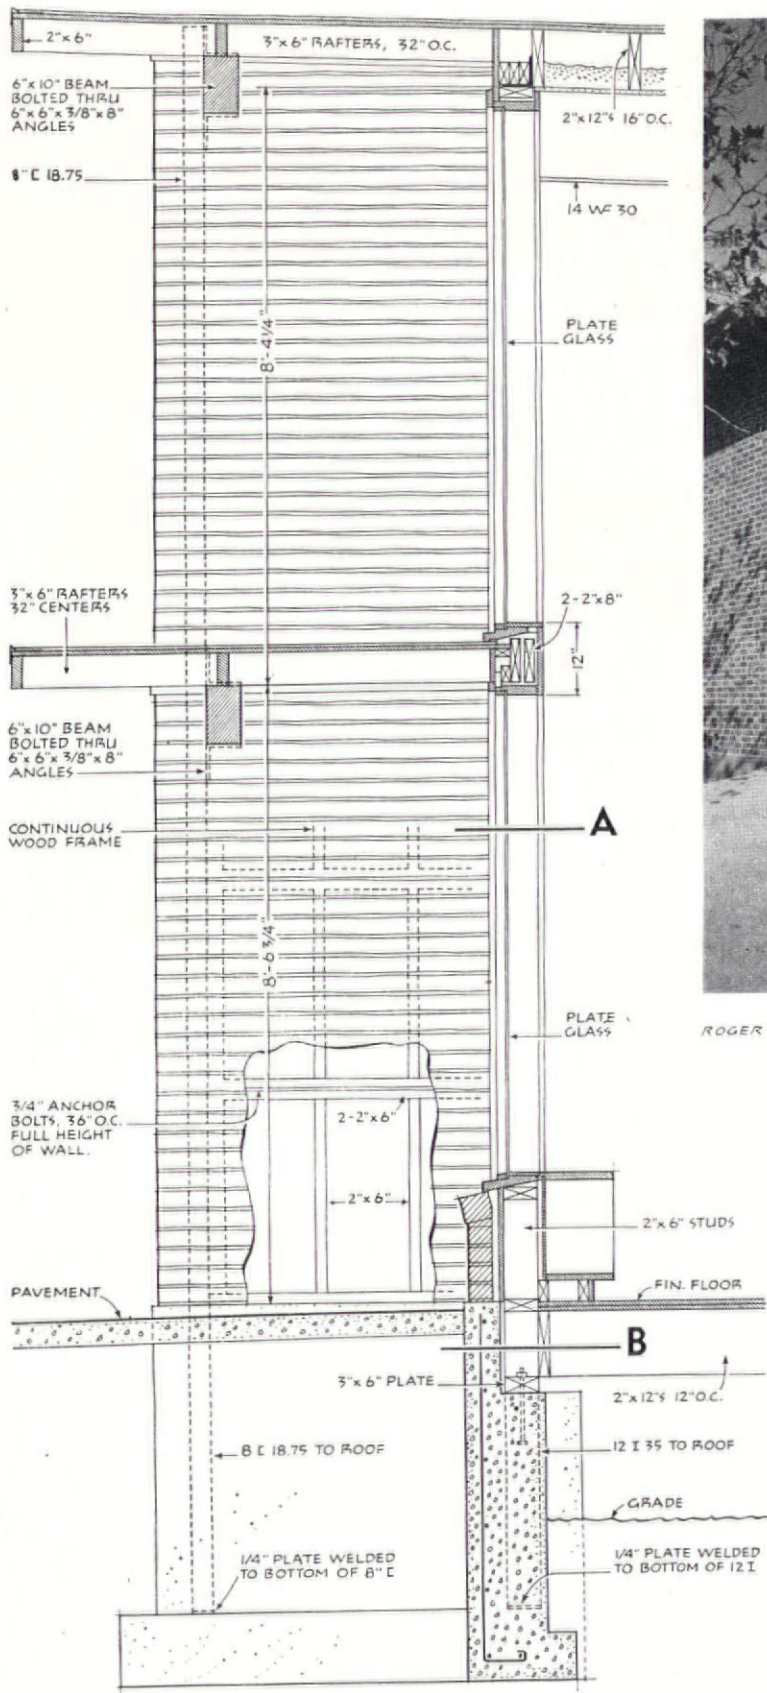 2"x 6"
3"x 6" RAFTERS, 32" O.C.
6"x 10" BEAM
BOLTED THRU
6"x 6"x 3/8"x 8"
ANGLES
2"x 12"s 16" O.C.
8" [ 18.75
14 WF 30
8'-4 1/4"
PLATE
GLASS
3"x 6" RAFTERS
32" CENTERS
2-2"x 8"
12"
6"x 10" BEAM
BOLTED THRU
6"x 6"x 3/8"x 8"
ANGLES
CONTINUOUS
WOOD FRAME
A
8'-6 3/4"
PLATE
GLASS
ROGER
3/4" ANCHOR
BOLTS, 36" O.C.
FULL HEIGHT
OF WALL.
2-2"x 6"
2"x 6"
2"x 6" STUDS
PAVEMENT
FIN. FLOOR
B
3"x 6" PLATE
2"x 12"s 12" O.C.
8 [ 18.75 TO ROOF
12 I 35 TO ROOF
GRADE
1/4" PLATE WELDED
TO BOTTOM OF 8" [
1/4" PLATE WELDED
TO BOTTOM OF 12 I